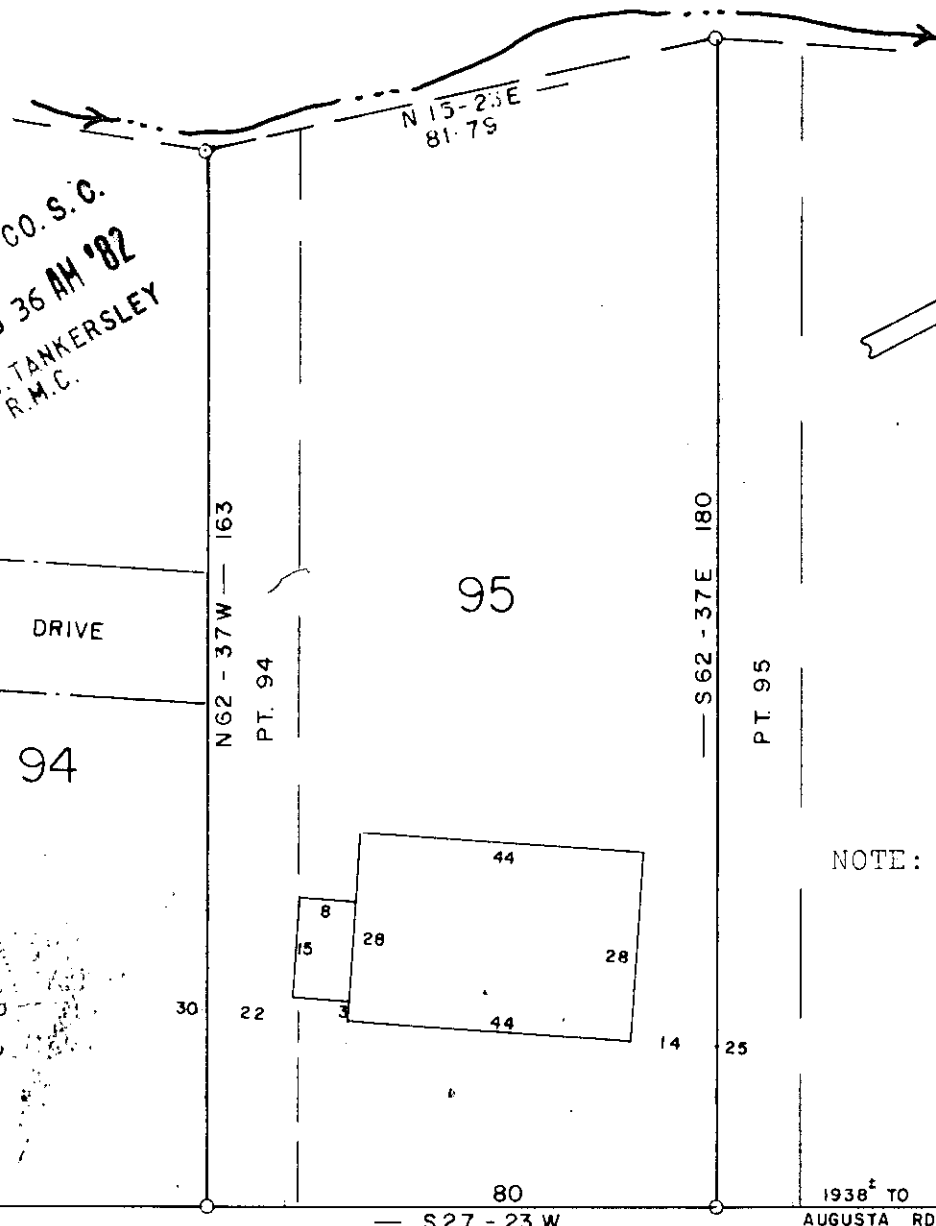 N 15-23E
81.79
CO. S. C.
36 AM '82
TANKERSLEY
R.M.C.
N62-37W — 163
PT. 94
95
— S62-37E 180
PT. 95
DRIVE
94
NOTE:
44
8
15
28
28
3
44
30
22
14
25
80
— S27-23W
1938± TO
AUGUSTA RD